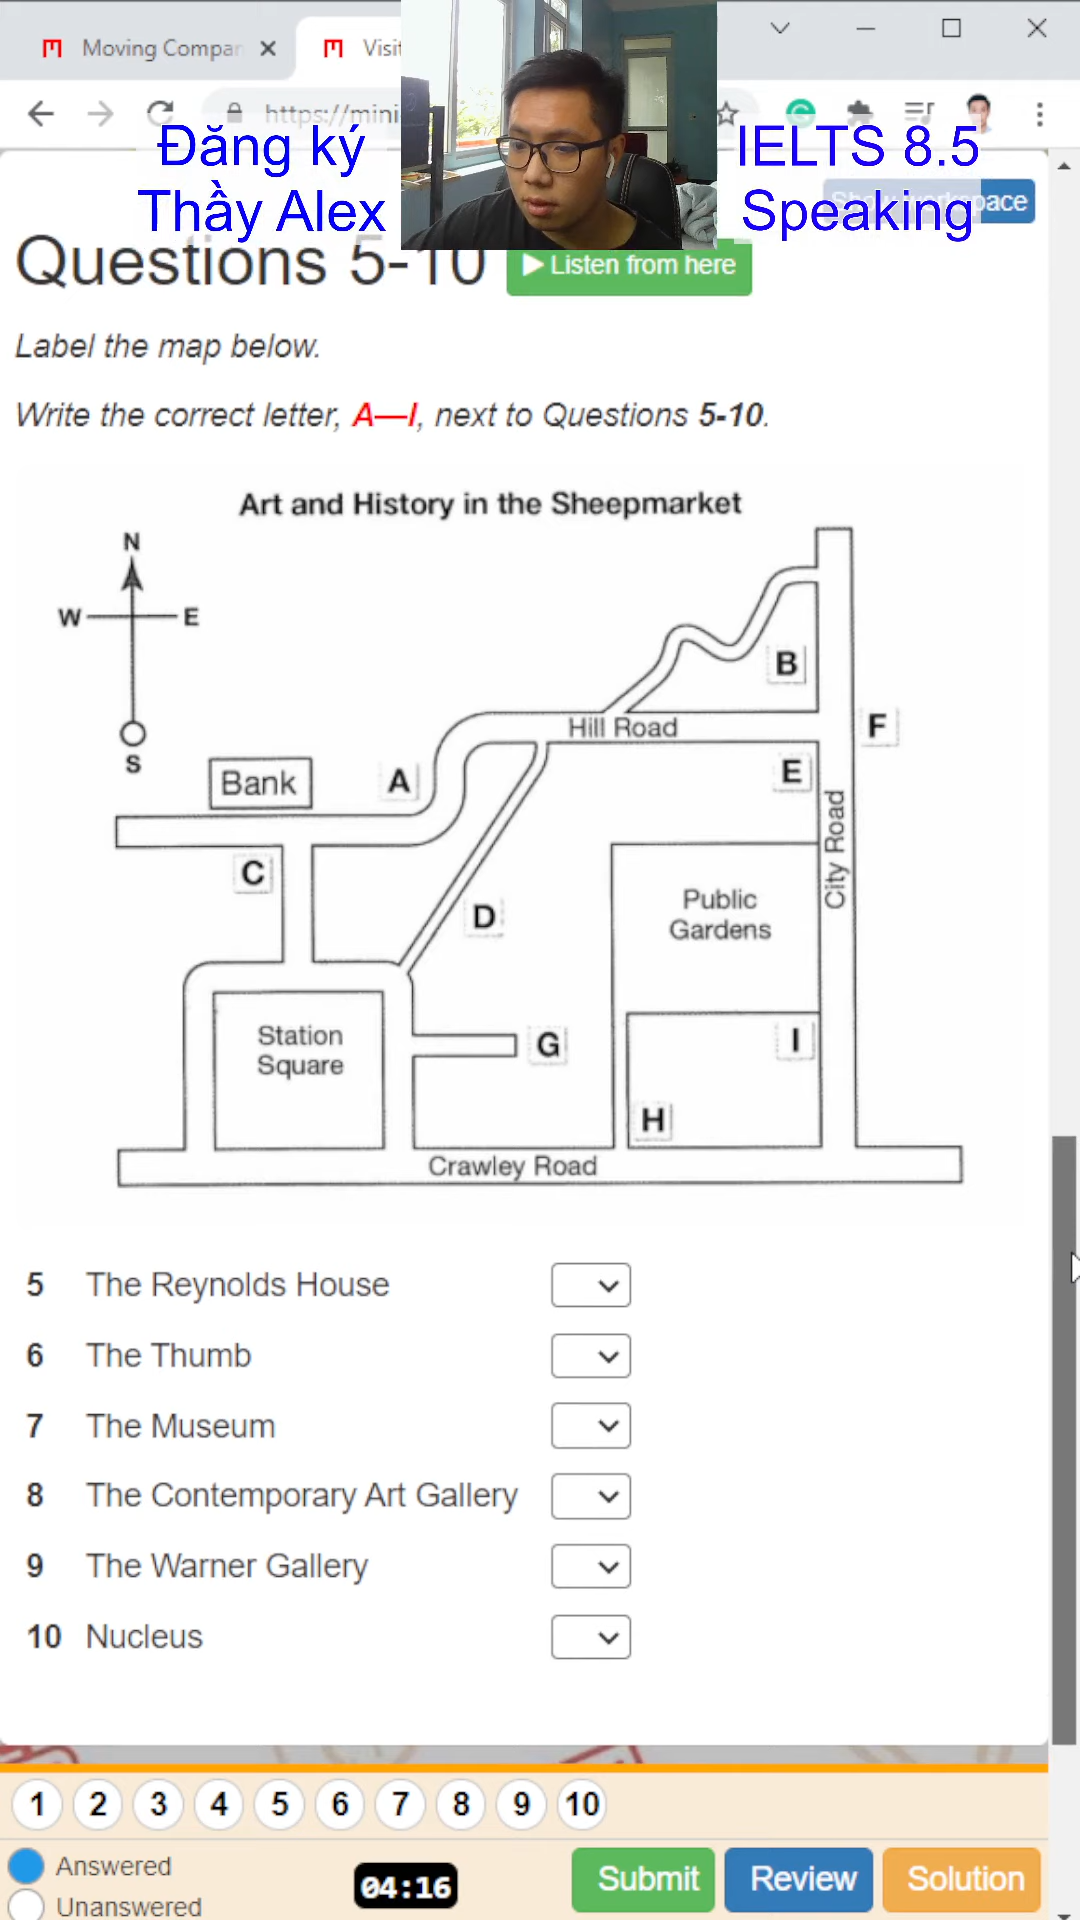 Moving Compan
Visit
https://mini
Đăng ký
Thầy Alex
IELTS 8.5
Speaking
Questions 5-10
Listen from here
Label the map below.
Write the correct letter, A—I, next to Questions 5-10.
Art and History in the Sheepmarket
N
W E
S
B
Hill Road
F
Bank
A
E
City Road
C
Public
Gardens
D
Station
Square
G
I
H
Crawley Road
5 The Reynolds House
6 The Thumb
7 The Museum
8 The Contemporary Art Gallery
9 The Warner Gallery
10 Nucleus
1 2 3 4 5 6 7 8 9 10
Answered
Unanswered
04:16
Submit
Review
Solution